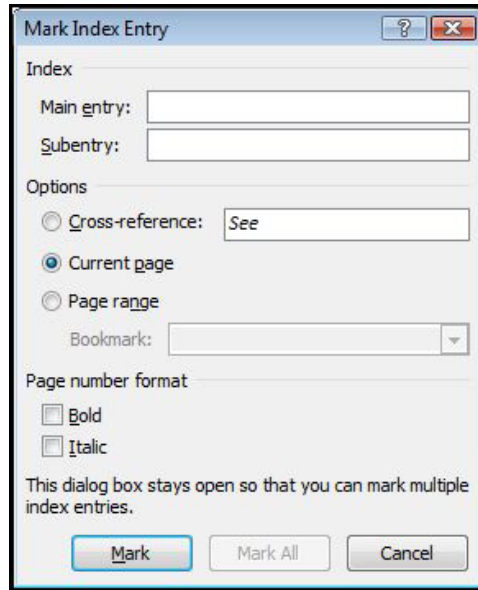 Mark Index Entry
Index
Main entry:
Subentry:
Options
Cross-reference: See
Current page
Page range
Bookmark:
Page number format
Bold
Italic
This dialog box stays open so that you can mark multiple
index entries.
Mark Mark All Cancel